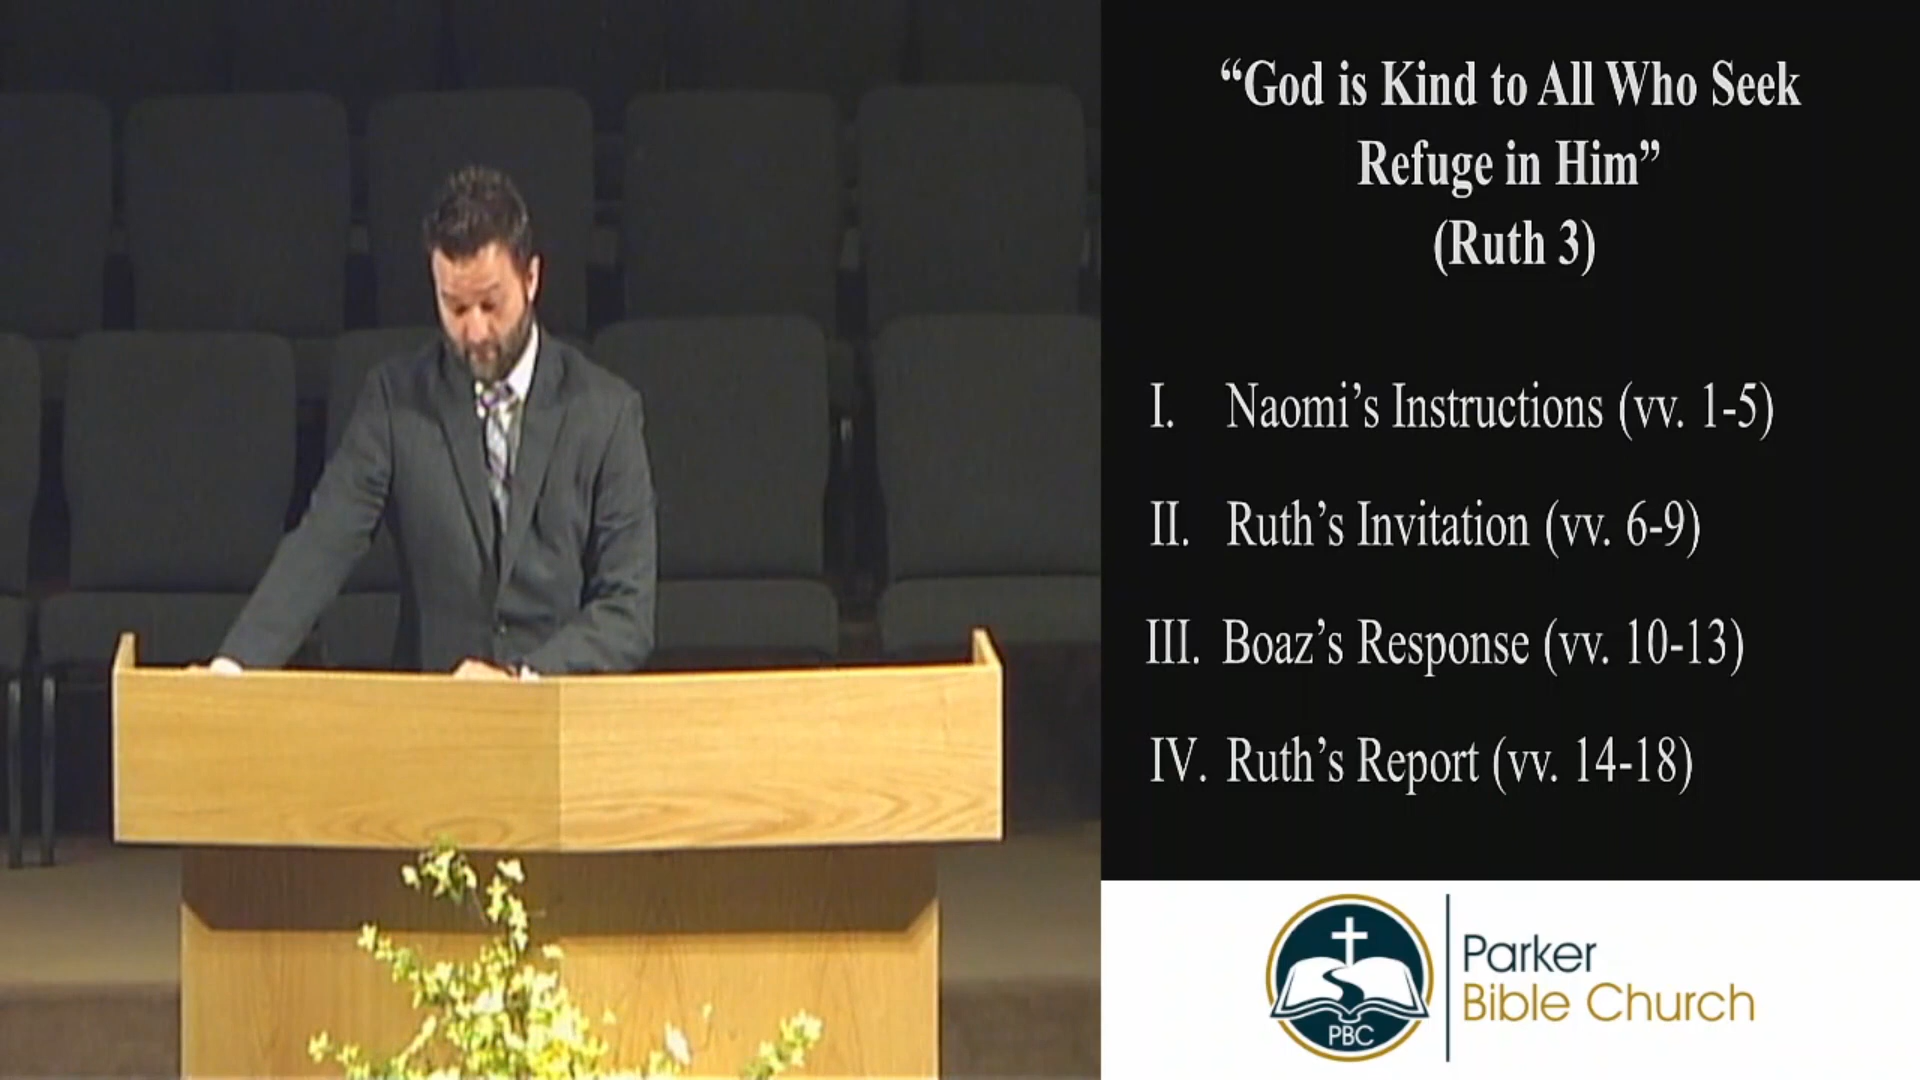 “God is Kind to All Who Seek
Refuge in Him”
(Ruth 3)
I. Naomi’s Instructions (vv. 1-5)
II. Ruth’s Invitation (vv. 6-9)
III. Boaz’s Response (vv. 10-13)
IV. Ruth’s Report (vv. 14-18)
PBC
Parker
Bible Church